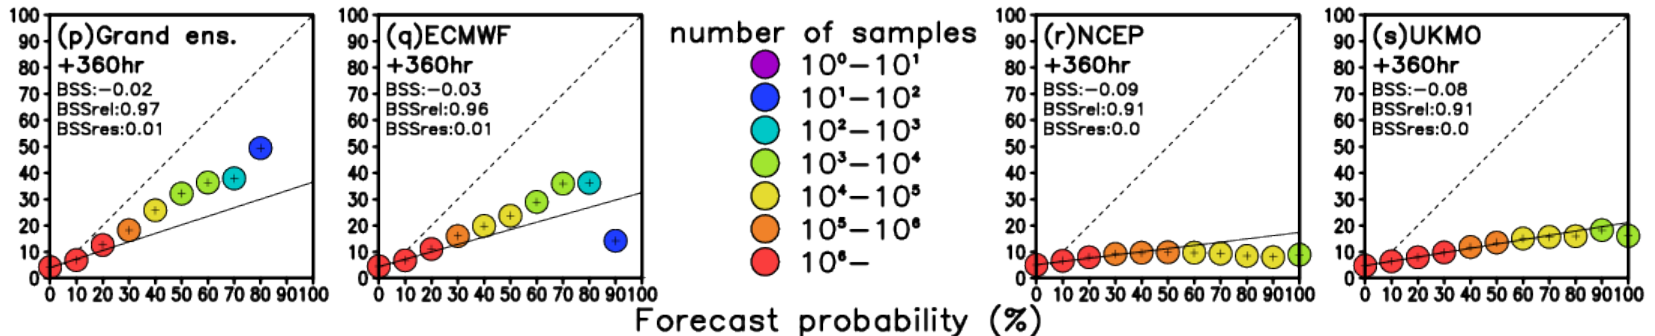 100
90
80
70
60
50
40
30
20
10
0
(p)Grand ens.
+360hr
BSS:−0.02
BSSrel:0.97
BSSres:0.01
0 10 20 30 40 50 60 70 80 90100
100
90
80
70
60
50
40
30
20
10
0
(q)ECMWF
+360hr
BSS:−0.03
BSSrel:0.96
BSSres:0.01
0 10 20 30 40 50 60 70 80 90100
number of samples
10⁰−10¹
10¹−10²
10²−10³
10³−10⁴
10⁴−10⁵
10⁵−10⁶
10⁶−
100
90
80
70
60
50
40
30
20
10
0
(r)NCEP
+360hr
BSS:−0.09
BSSrel:0.91
BSSres:0.0
0 10 20 30 40 50 60 70 80 90100
100
90
80
70
60
50
40
30
20
10
0
(s)UKMO
+360hr
BSS:−0.08
BSSrel:0.91
BSSres:0.0
0 10 20 30 40 50 60 70 80 90100
Forecast probability (%)